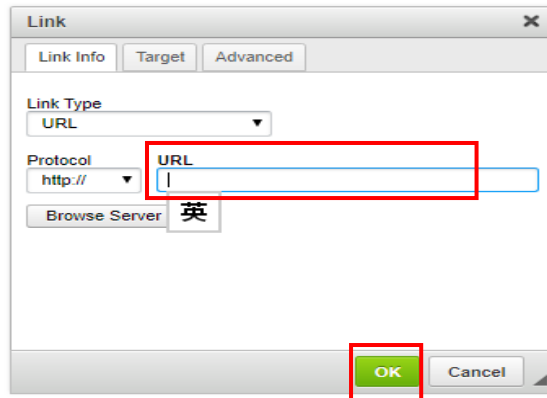 Link
Link Info Target Advanced
Link Type
URL
Protocol URL
http://
Browse Server 英
OK Cancel